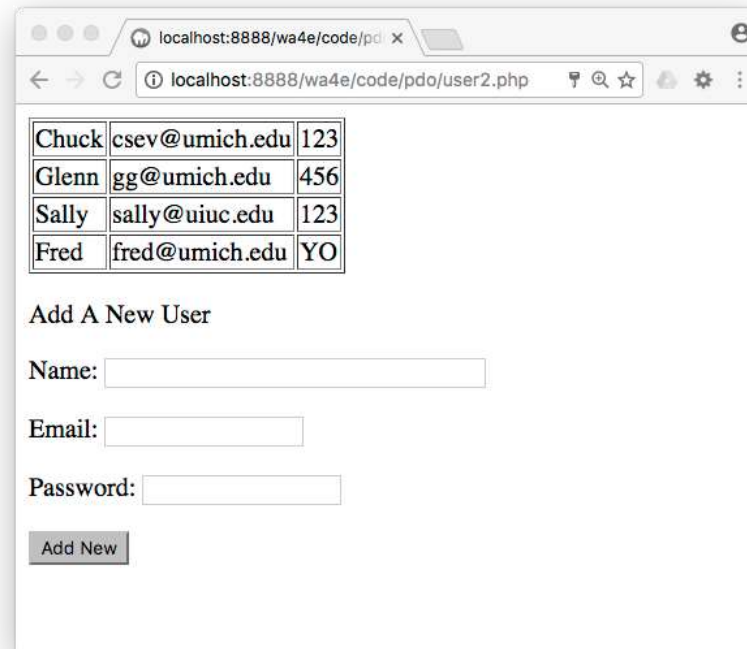 localhost:8888/wa4e/code/pd
localhost:8888/wa4e/code/pdo/user2.php
Chuck csev@umich.edu 123
Glenn gg@umich.edu 456
Sally sally@uiuc.edu 123
Fred fred@umich.edu YO
Add A New User
Name:
Email:
Password:
Add New